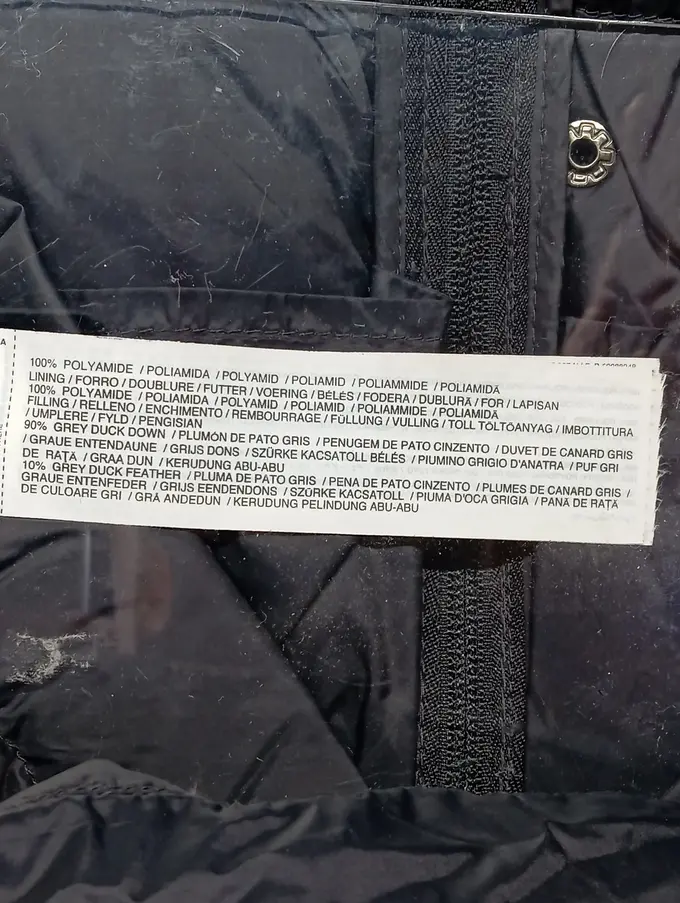 100% POLYAMIDE / POLIAMIDA / POLYAMID / POLIAMID / POLIAMMIDE / POLIAMIDĂ
LINING / FORRO / DOUBLURE / FUTTER / VOERING / BÉLÉS / FODERA / DUBLURĂ / FOR / LAPISAN
100% POLYAMIDE / POLIAMIDA / POLYAMID / POLIAMID / POLIAMMIDE / POLIAMIDĂ
FILLING / RELLENO / ENCHIMENTO / REMBOURRAGE / FÜLLUNG / VULLING / TOLL TÖLTŐANYAG / IMBOTTITURA
/ UMPLERE / FYLD / PENGISIAN
90% GREY DUCK DOWN / PLUMÓN DE PATO GRIS / PENUGEM DE PATO CINZENTO / DUVET DE CANARD GRIS
/ GRAUE ENTENDAUNE / GRIJS DONS / SZÜRKE KACSATOLL BÉLÉS / PIUMINO GRIGIO D'ANATRA / PUF GRI
DE RAȚĂ / GRAA DUN / KERUDUNG ABU-ABU
10% GREY DUCK FEATHER / PLUMA DE PATO GRIS / PENA DE PATO CINZENTO / PLUMES DE CANARD GRIS /
GRAUE ENTENFEDER / GRIJS EENDENDONS / SZÜRKE KACSATOLL / PIUMA D'OCA GRIGIA / PANĂ DE RAȚĂ
DE CULOARE GRI / GRÅ ANDEDUN / KERUDUNG PELINDUNG ABU-ABU